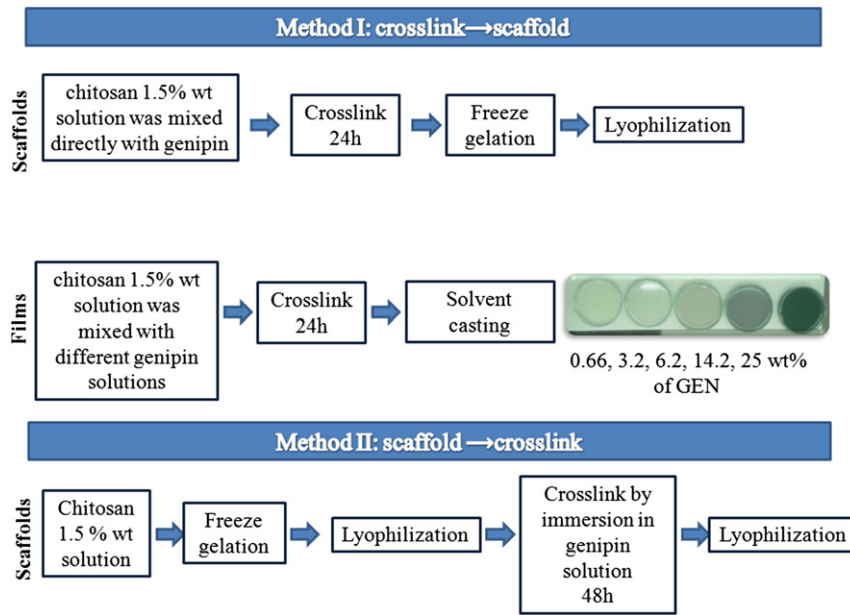 Method I: crosslink→scaffold
Scaffolds
chitosan 1.5% wt
solution was mixed
directly with genipin
Crosslink
24h
Freeze
gelation
Lyophilization
Films
chitosan 1.5% wt
solution was
mixed with
different genipin
solutions
Crosslink
24h
Solvent
casting
0.66, 3.2, 6.2, 14.2, 25 wt%
of GEN
Method II: scaffold →crosslink
Scaffolds
Chitosan
1.5 % wt
solution
Freeze
gelation
Lyophilization
Crosslink by
immersion in
genipin
solution
48h
Lyophilization